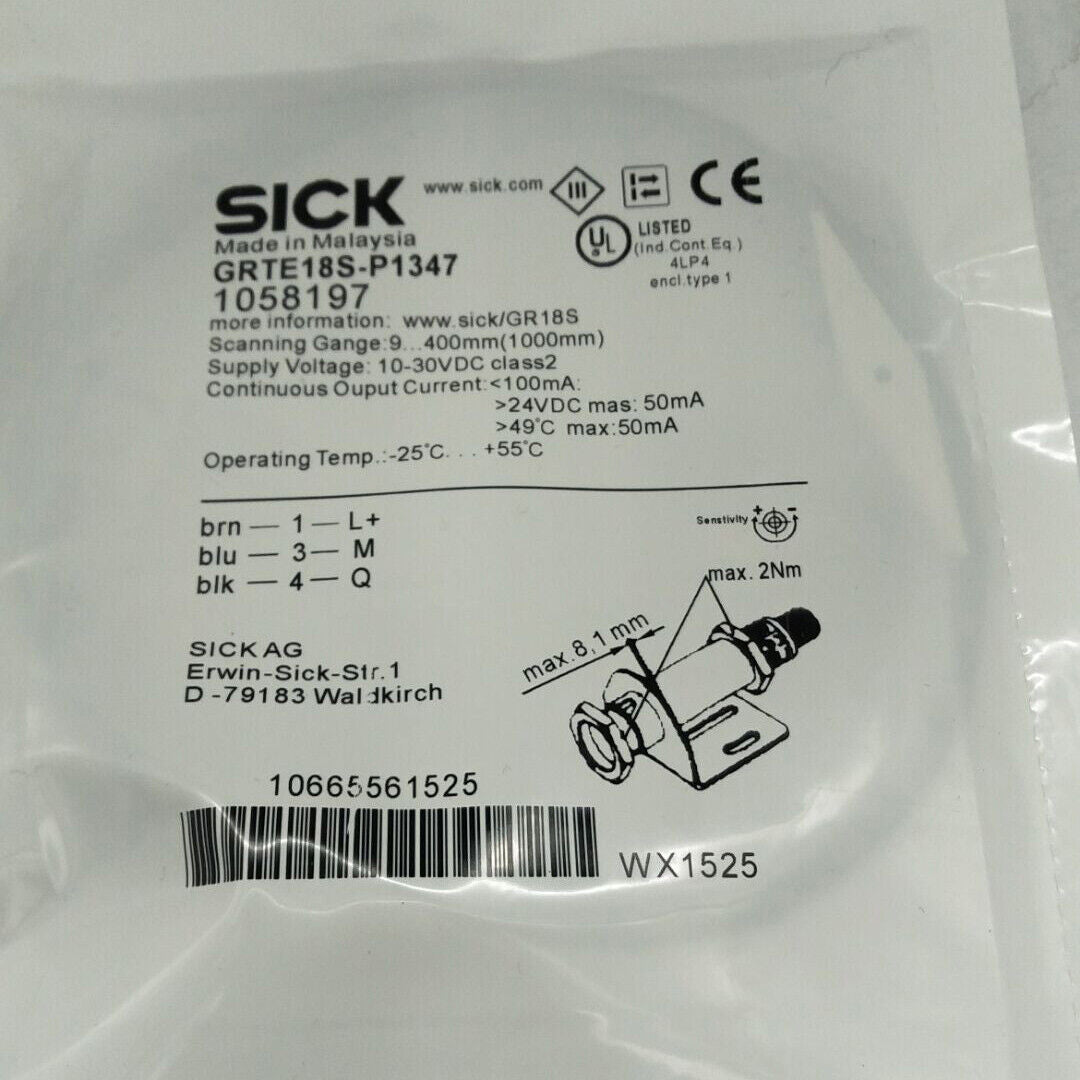 SICK www.sick.com III CE
Made in Malaysia
UL LISTED
(Ind.Cont.Eq.)
4LP4
encl.type 1
GRTE18S-P1347
1058197
more information: www.sick/GR18S
Scanning Gange:9...400mm(1000mm)
Supply Voltage: 10-30VDC class2
Continuous Ouput Current:<100mA:
>24VDC mas: 50mA
>49°C max:50mA
Operating Temp.:-25°C... +55°C
brn — 1 — L+
blu — 3 — M
blk — 4 — Q
Senstivity + -
max. 2Nm
max.8,1 mm
SICK AG
Erwin-Sick-Str.1
D -79183 Waldkirch
10665561525
WX1525